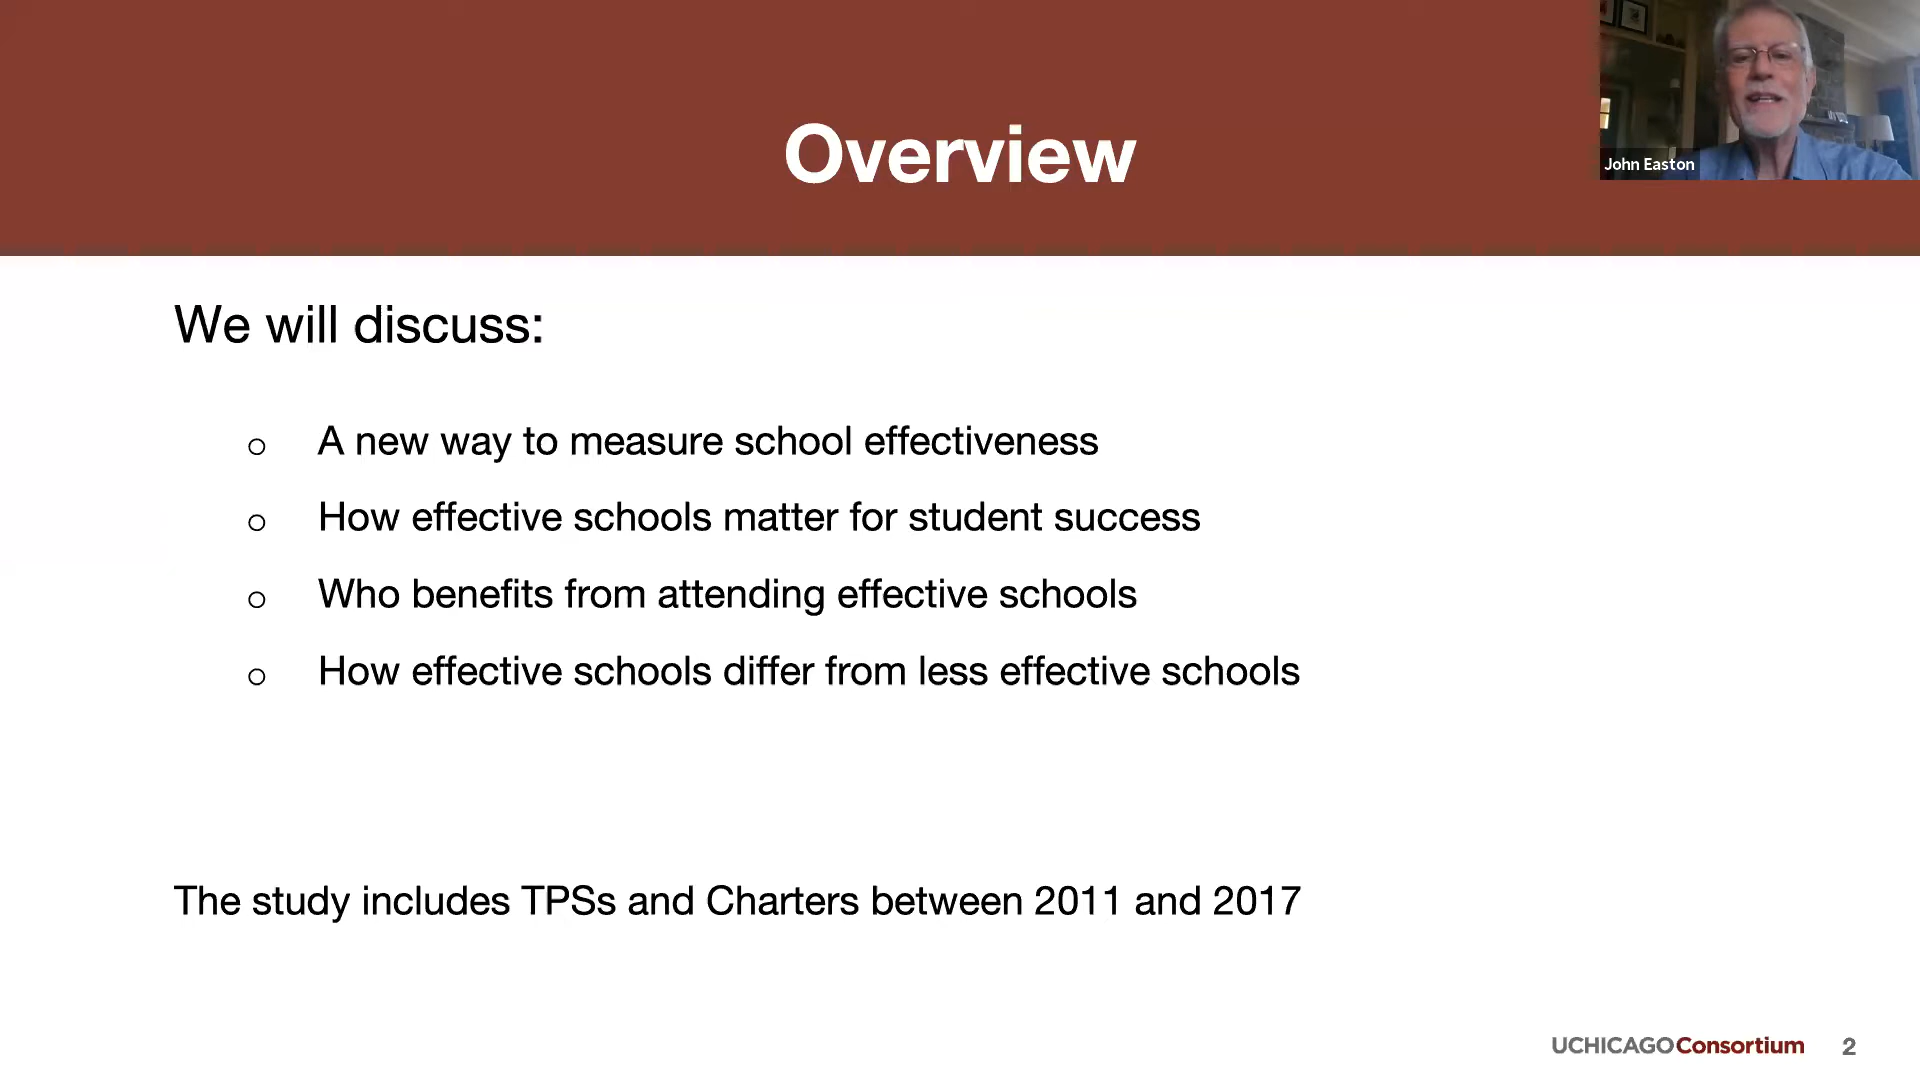 Overview
John Easton
We will discuss:
A new way to measure school effectiveness
How effective schools matter for student success
Who benefits from attending effective schools
How effective schools differ from less effective schools
The study includes TPSs and Charters between 2011 and 2017
UCHICAGOConsortium 2